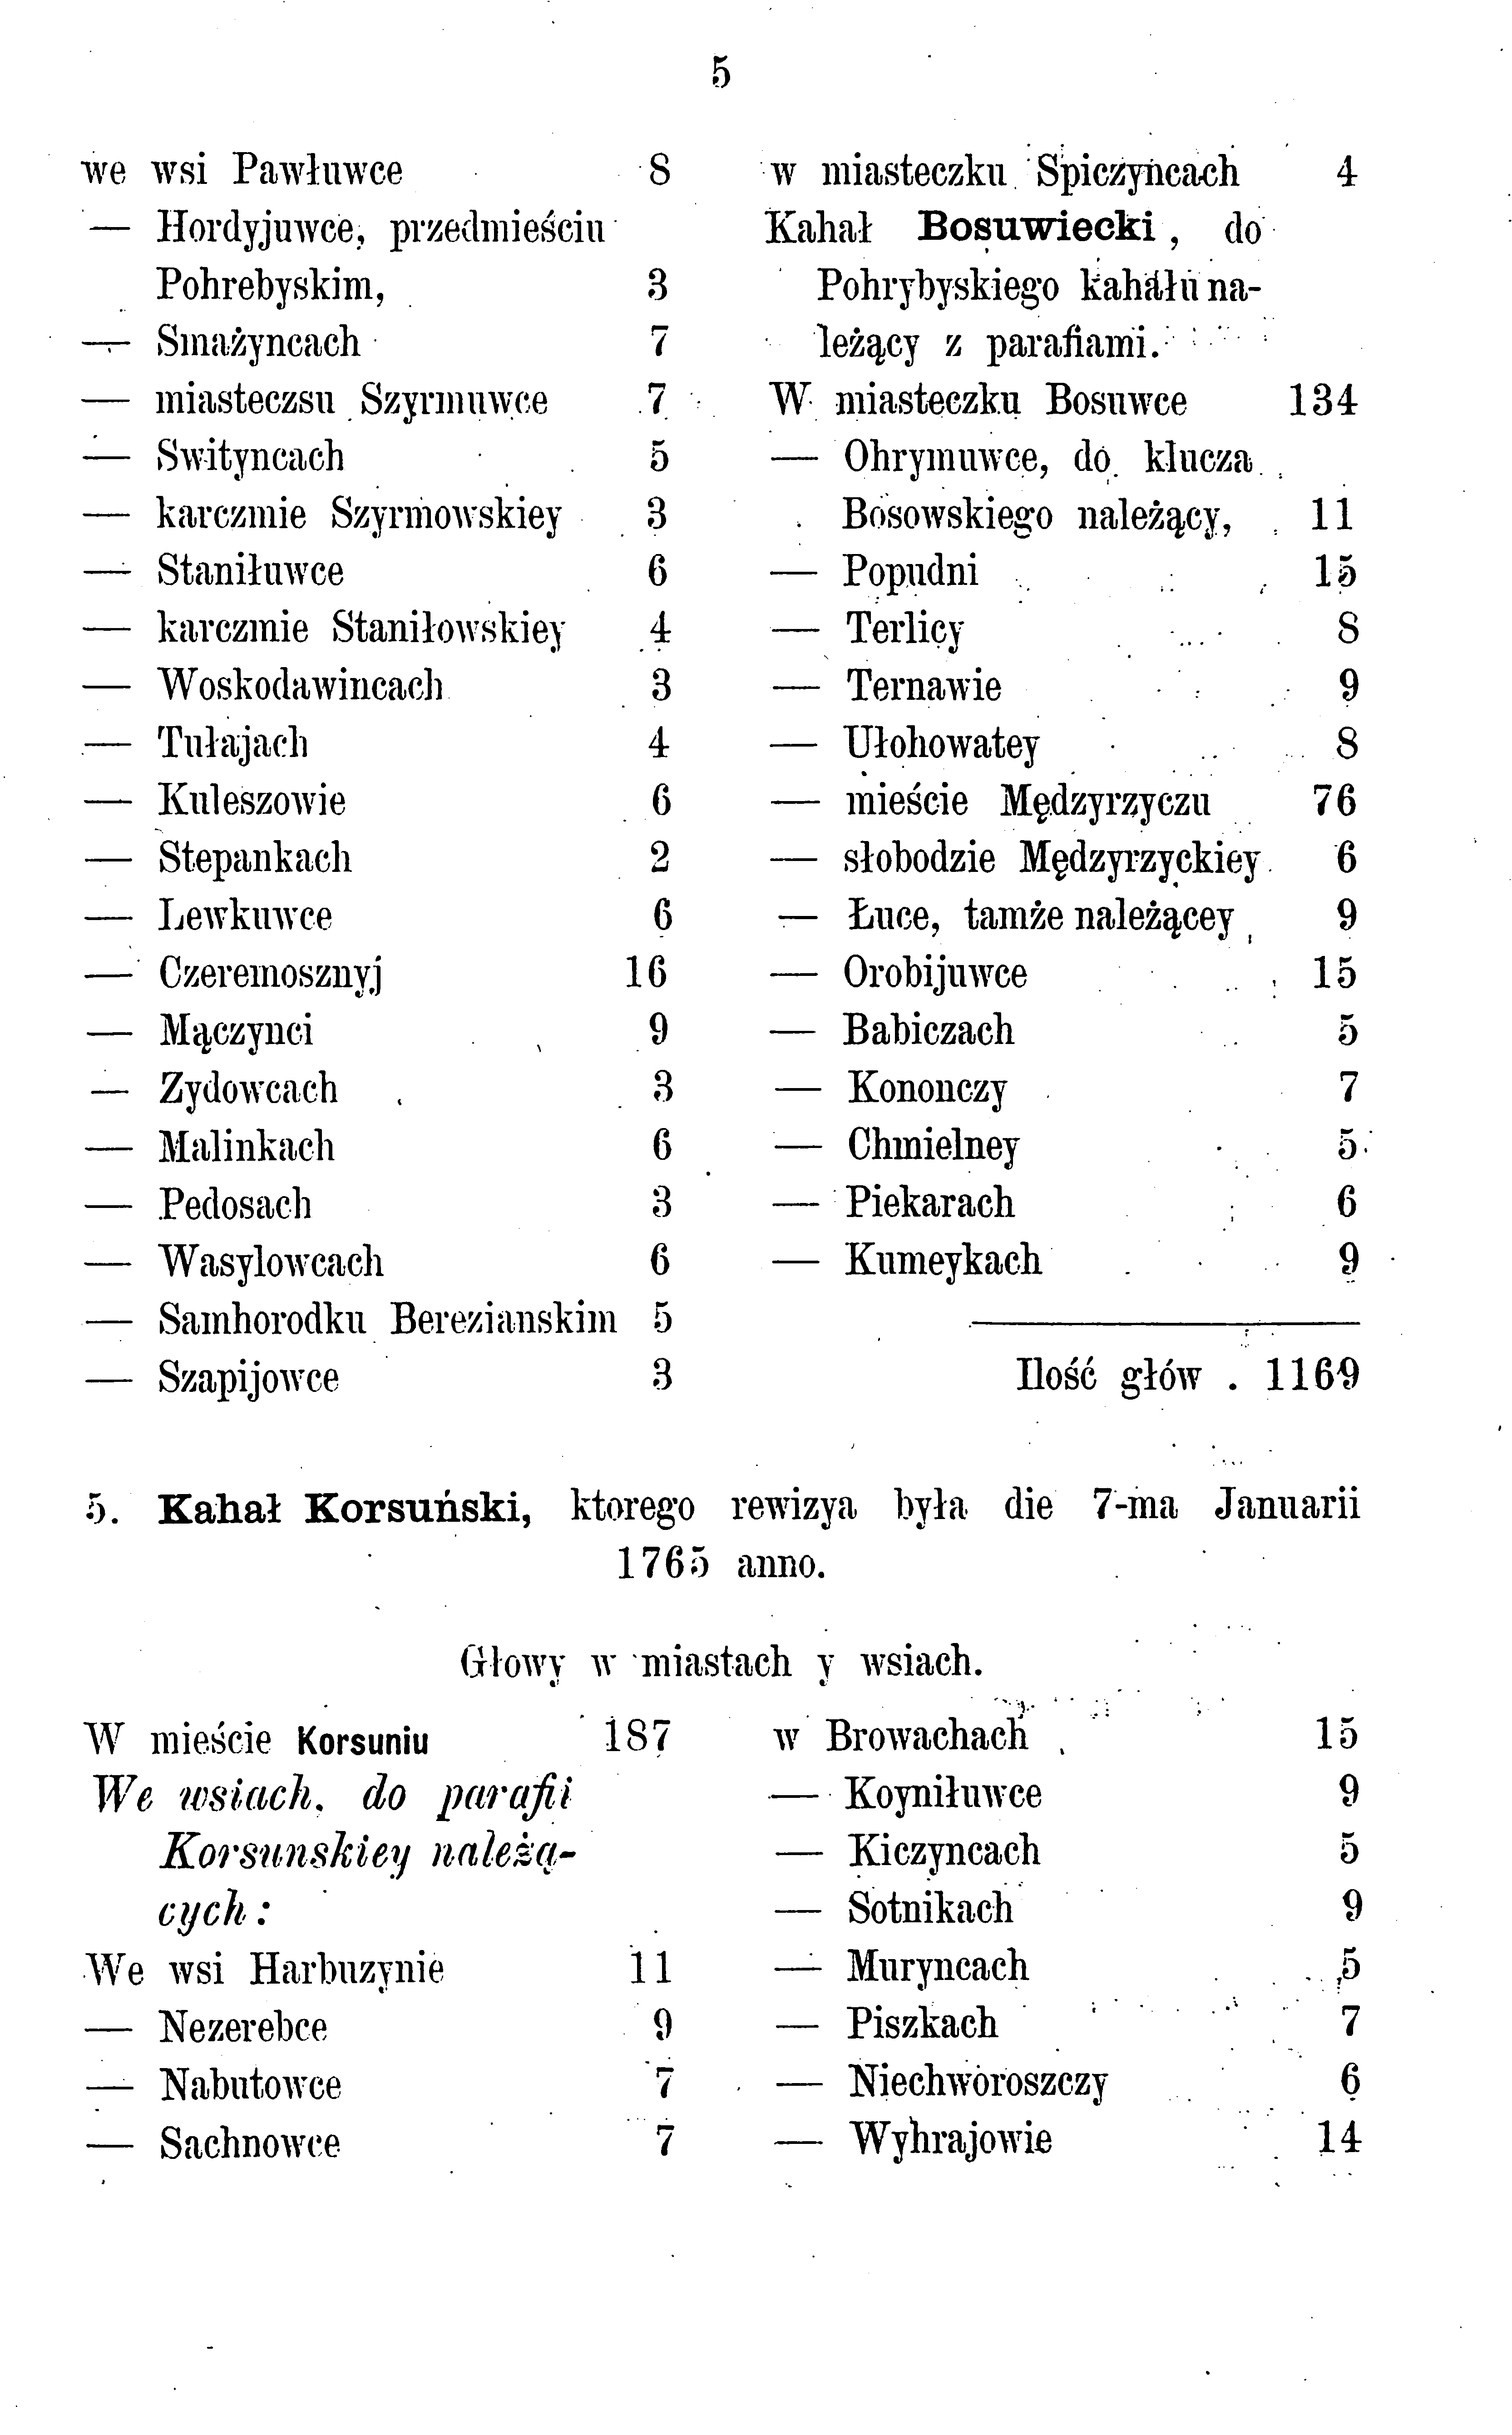 5
we wsi Pawłuwce 8
— Hordyjuwce, przedmieściu
Pohrebyskim, 3
— Smażyncach 7
— miasteczsu Szyrmuwce 7
— Swityncach 5
— karczmie Szyrmowskiey 3
— Staniłuwce 6
— karczmie Staniłowskiey 4
— Woskodawincach 3
— Tułajach 4
— Kuleszowie 6
— Stepankach 2
— Lewkuwce 6
— Czeremosznyj 16
— Mączynci 9
— Zydowcach 3
— Malinkach 6
— Pedosach 3
— Wasylowcach 6
— Samhorodku Berezianskim 5
— Szapijowce 3
w miasteczku Spiczyncach 4
Kahał Bosuwiecki, do
Pohrybyskiego kahału na-
leżący z parafiami.
W miasteczku Bosuwce 134
— Ohrymuwce, do klucza
Bosowskiego należący, 11
— Popudni 15
— Terlicy 8
— Ternawie 9
— Ułohowatey 8
— mieście Mędzyrzyczu 76
— słobodzie Mędzyrzyckiey 6
— Łuce, tamże należącey 9
— Orobijuwce 15
— Babiczach 5
— Kononczy 7
— Chmielney 5
— Piekarach 6
— Kumeykach 9
Ilość głów . 1169
5. Kahał Korsuński, ktorego rewizya była die 7-ma Januarii
1765 anno.
Głowy w miastach y wsiach.
W mieście Korsuniu 187
We wsiach, do parafii
Korsunskiey należą-
cych:
We wsi Harbuzynie 11
— Nezerebce 9
— Nabutowce 7
— Sachnowce 7
w Browachach 15
— Koyniłuwce 9
— Kiczyncach 5
— Sotnikach 9
— Muryncach 5
— Piszkach 7
— Niechworoszczy 6
— Wyhrajowie 14